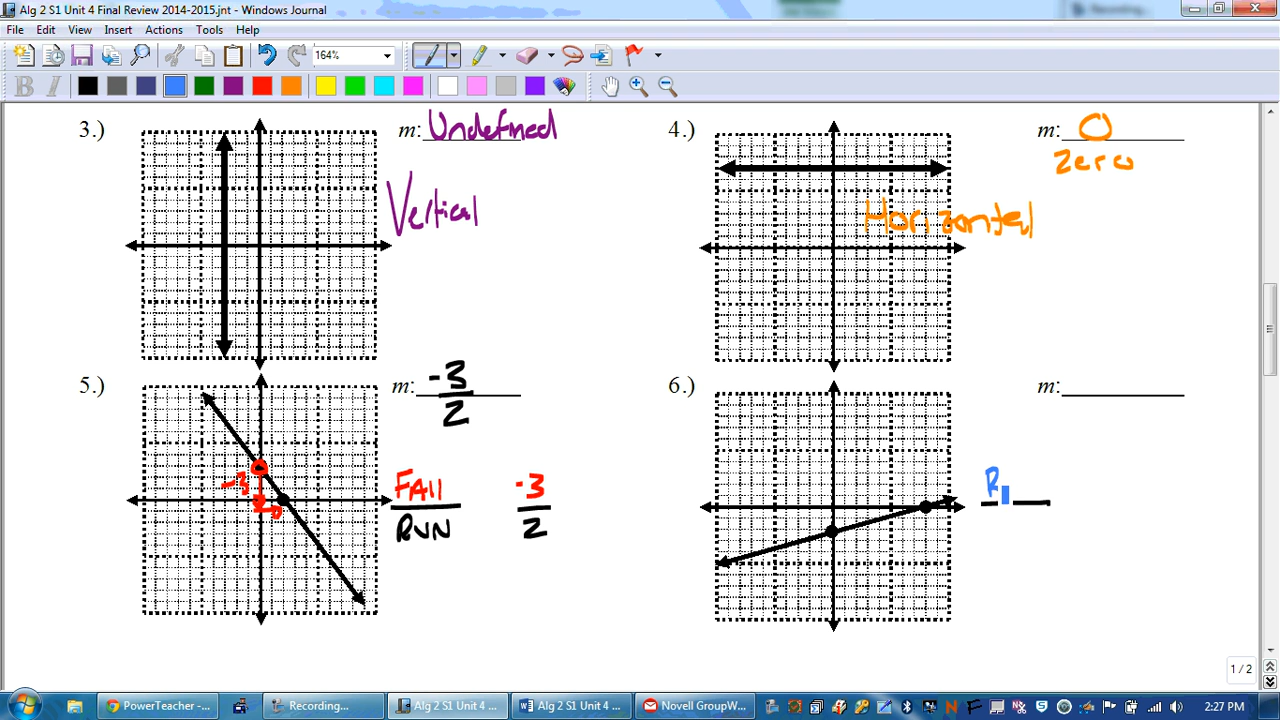 Alg 2 S1 Unit 4 Final Review 2014-2015.jnt - Windows Journal
Recording...
File Edit View Insert Actions Tools Help
164%
B I
3.) m: Undefined
4.) m: 0
Zero
Vertical
Horizontal
5.) m: -3
2
6.) m:
-3
2
Fall
Run
-3
2
R
1 / 2
PowerTeacher -...
Recording...
Alg 2 S1 Unit 4 ...
Alg 2 S1 Unit 4 ...
Novell GroupW...
2:27 PM